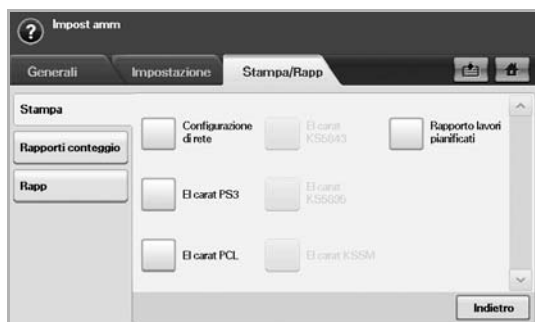 ?
Impost amm
Generali
Impostazione
Stampa/Rapp
Stampa
Rapporti conteggio
Rapp
Configurazione
di rete
El carat
KS5843
Rapporto lavori
pianificati
El carat PS3
El carat
KS5895
El carat PCL
El carat KSSM
Indietro